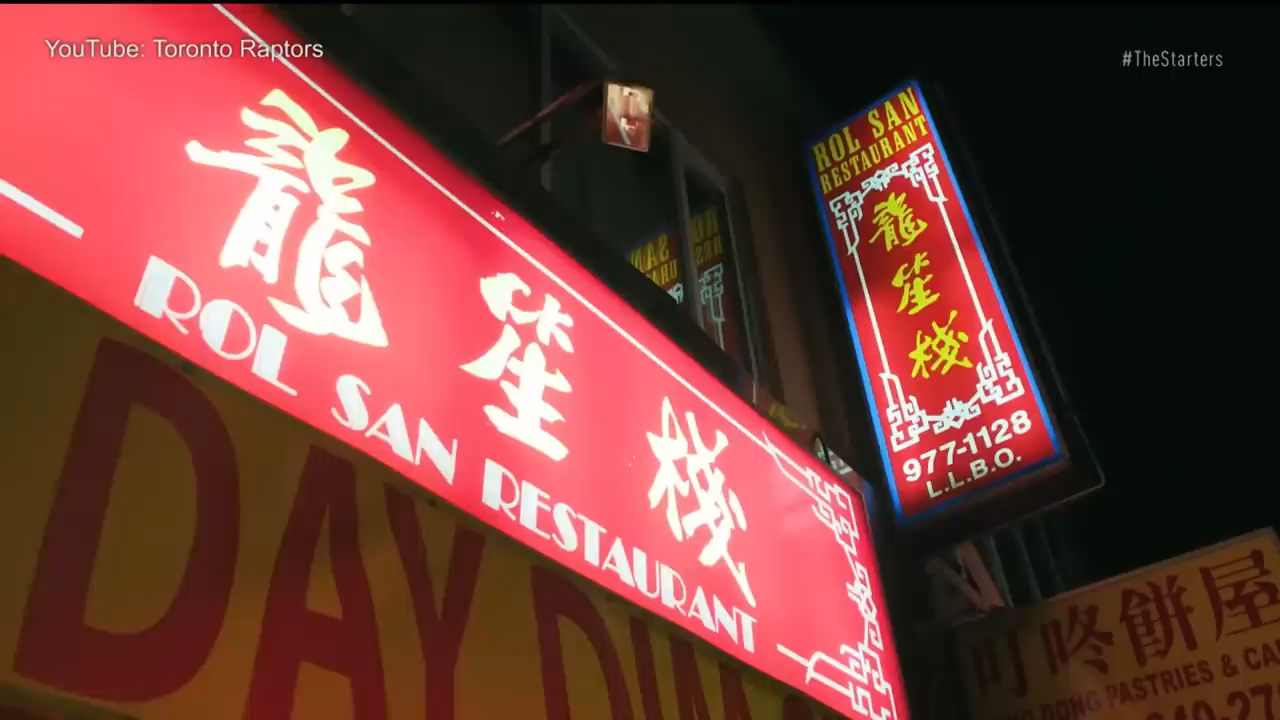 YouTube: Toronto Raptors
#TheStarters
龍笙棧
ROL SAN RESTAURANT
ROL SAN
RESTAURANT
龍
笙
棧
977-1128
L.L.B.O.
DAY DIM
叮咚餅屋
DONG PASTRIES & CA